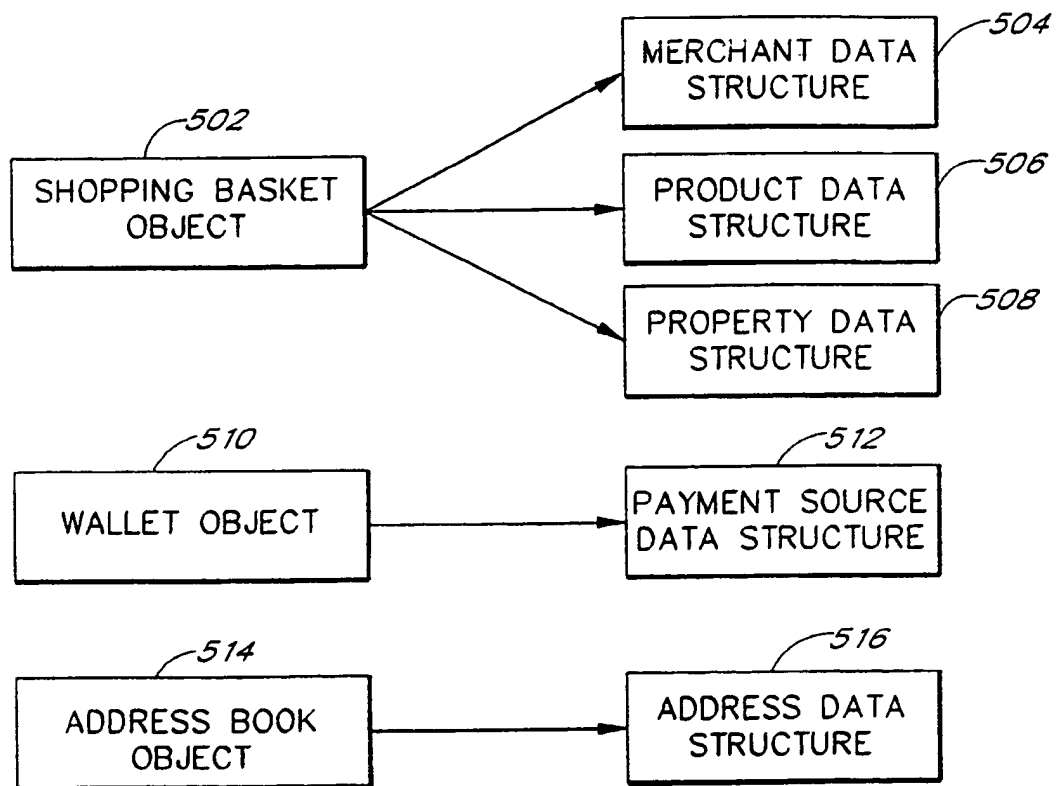 504
MERCHANT DATA
STRUCTURE
502
SHOPPING BASKET
OBJECT
506
PRODUCT DATA
STRUCTURE
508
PROPERTY DATA
STRUCTURE
510
WALLET OBJECT
512
PAYMENT SOURCE
DATA STRUCTURE
514
ADDRESS BOOK
OBJECT
516
ADDRESS DATA
STRUCTURE